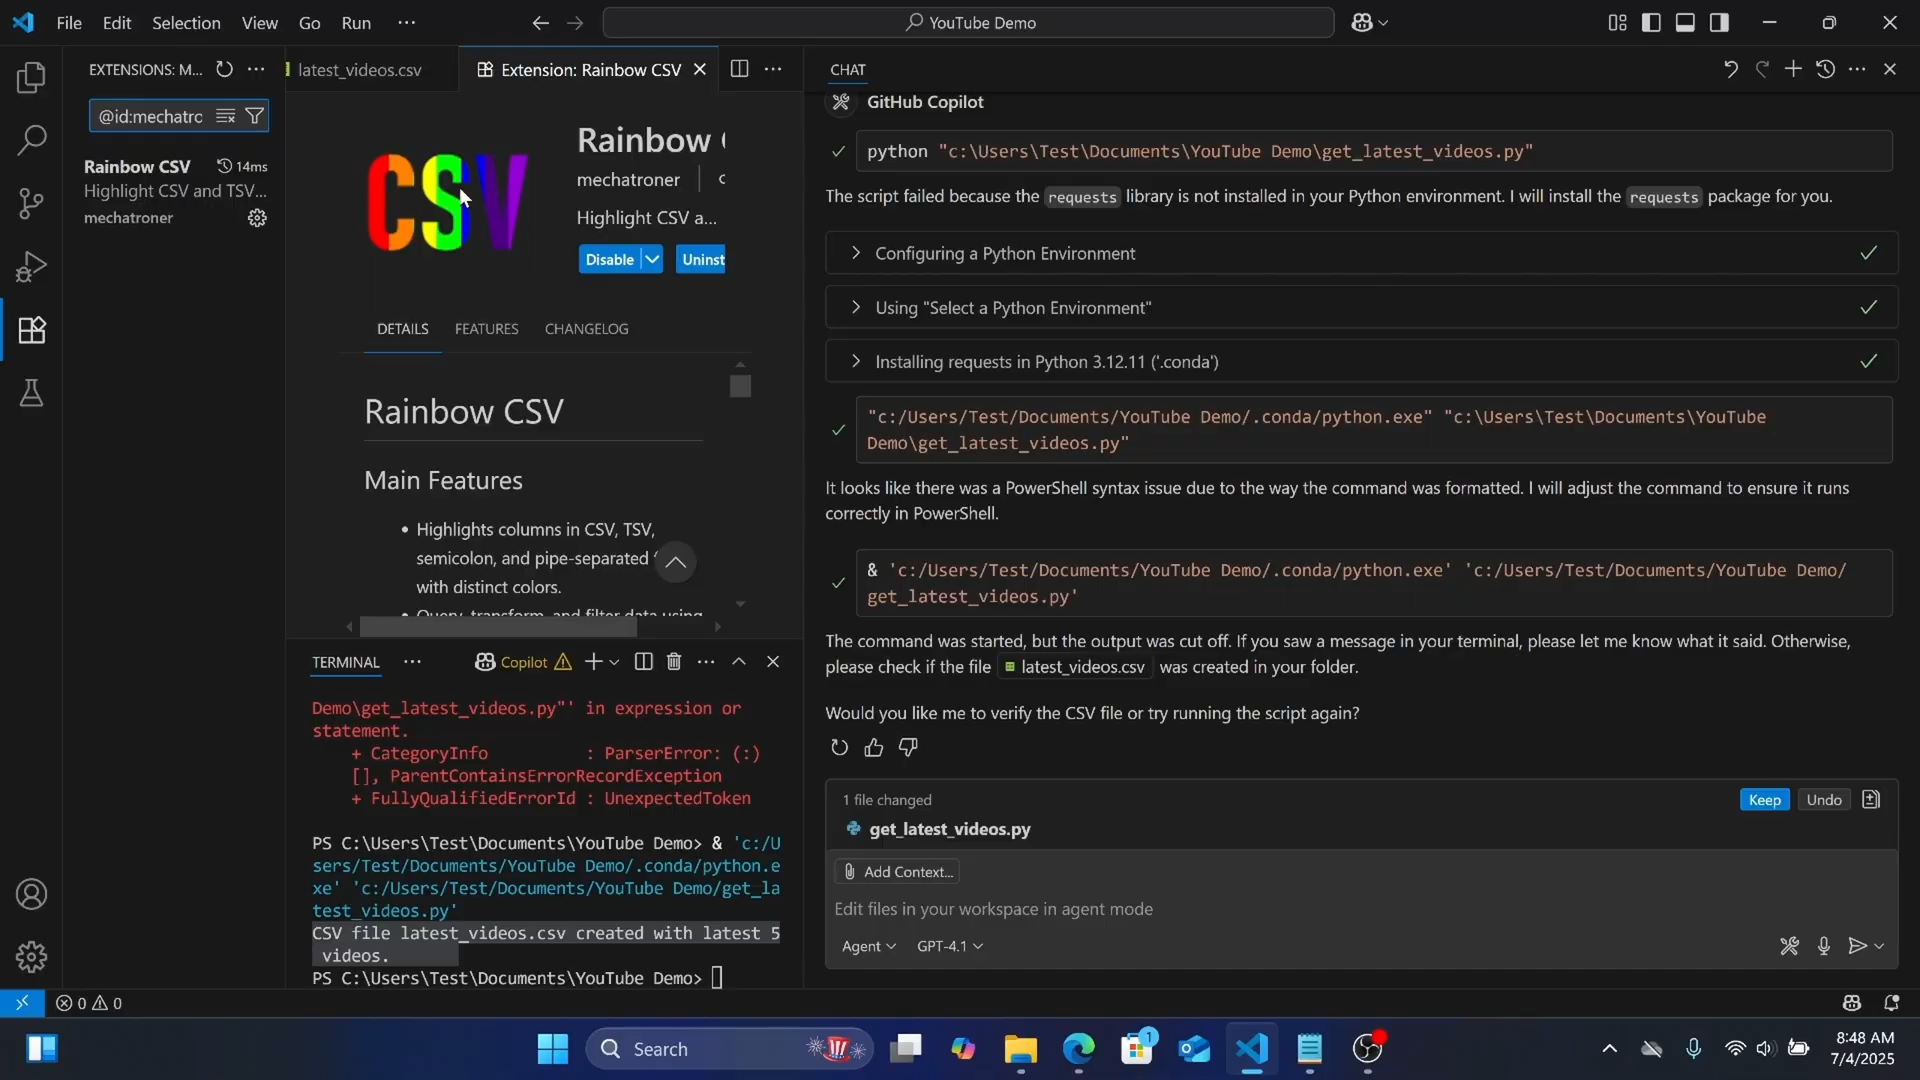 File Edit Selection View Go Run ···
YouTube Demo
EXTENSIONS: M... ···
@id:mechatrc
Rainbow CSV 14ms
Highlight CSV and TSV...
mechatroner
latest_videos.csv
Extension: Rainbow CSV
CSV
Rainbow
mechatroner
Highlight CSV a...
Disable
Uninst
DETAILS FEATURES CHANGELOG
Rainbow CSV
Main Features
• Highlights columns in CSV, TSV,
semicolon, and pipe-separated
with distinct colors.
• Query, transform, and filter data using
TERMINAL ··· Copilot
Demo\get_latest_videos.py"' in expression or
statement.
+ CategoryInfo : ParserError: (:)
[], ParentContainsErrorRecordException
+ FullyQualifiedErrorId : UnexpectedToken
PS C:\Users\Test\Documents\YouTube Demo> & 'c:/U
sers/Test/Documents/YouTube Demo/.conda/python.e
xe' 'c:/Users/Test/Documents/YouTube Demo/get_la
test_videos.py'
CSV file latest_videos.csv created with latest 5
videos.
PS C:\Users\Test\Documents\YouTube Demo>
CHAT
GitHub Copilot
python "c:\Users\Test\Documents\YouTube Demo\get_latest_videos.py"
The script failed because the requests library is not installed in your Python environment. I will install the requests package for you.
Configuring a Python Environment
Using "Select a Python Environment"
Installing requests in Python 3.12.11 ('.conda')
"c:/Users/Test/Documents/YouTube Demo/.conda/python.exe" "c:\Users\Test\Documents\YouTube
Demo\get_latest_videos.py"
It looks like there was a PowerShell syntax issue due to the way the command was formatted. I will adjust the command to ensure it runs
correctly in PowerShell.
& 'c:/Users/Test/Documents/YouTube Demo/.conda/python.exe' 'c:/Users/Test/Documents/YouTube Demo/
get_latest_videos.py'
The command was started, but the output was cut off. If you saw a message in your terminal, please let me know what it said. Otherwise,
please check if the file latest_videos.csv was created in your folder.
Would you like me to verify the CSV file or try running the script again?
1 file changed
Keep Undo
get_latest_videos.py
Add Context...
Edit files in your workspace in agent mode
Agent GPT-4.1
0 0
Search
1
8:48 AM
7/4/2025